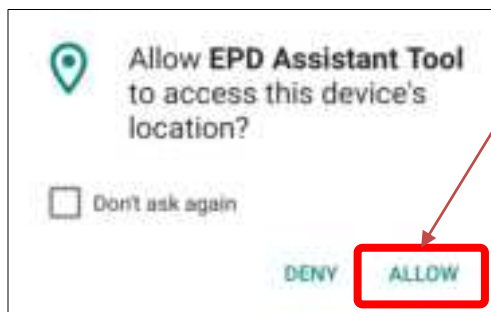 Allow EPD Assistant Tool
to access this device's
location?
Don't ask again
DENY ALLOW